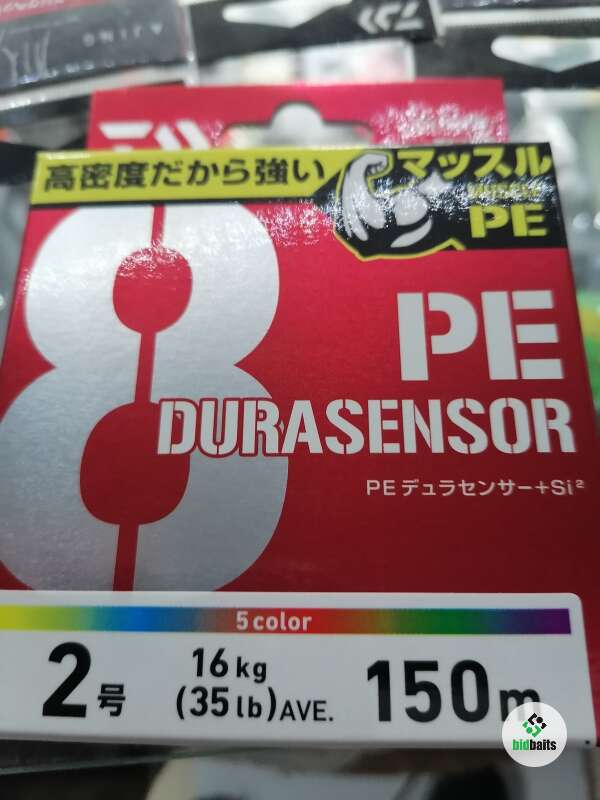 AJING
高密度だから強い
マッスル
PE
8
PE
DURASENSOR
PEデュラセンサー+Si²
5color
2号
16kg
(35lb)AVE.
150m
bidbaits